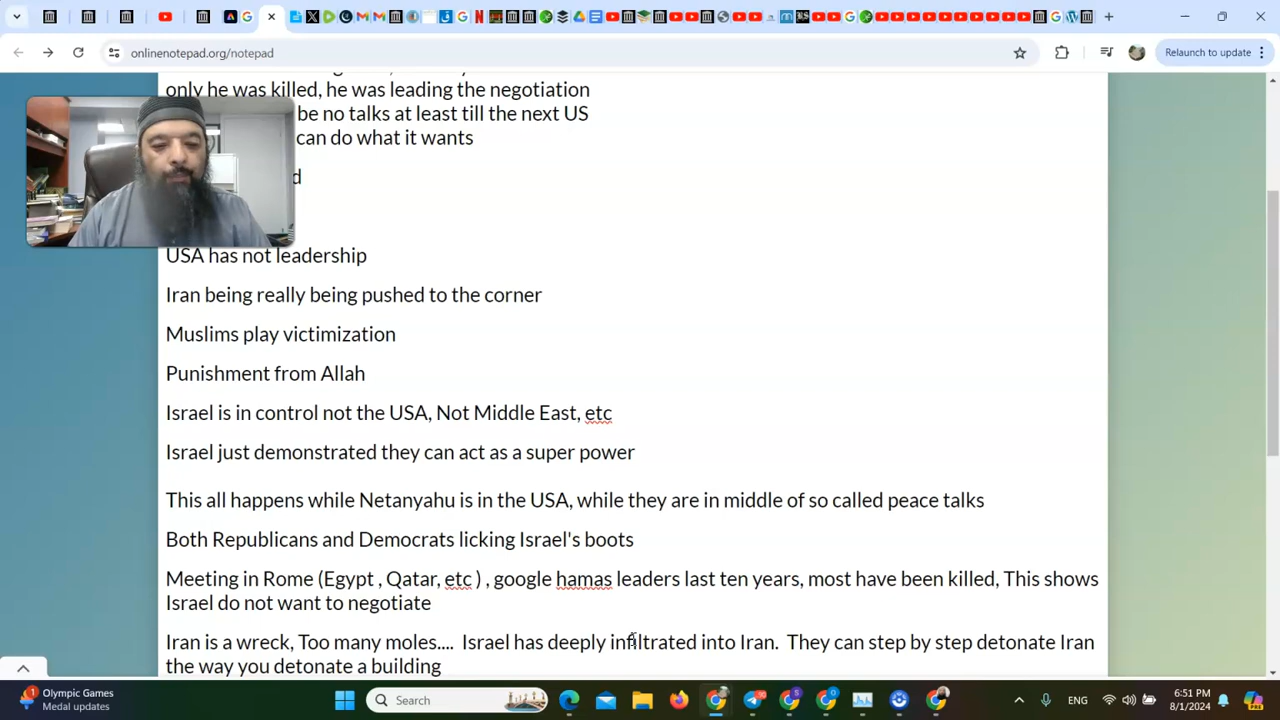 onlinenotepad.org/notepad
Relaunch to update
only he was killed, he was leading the negotiation
be no talks at least till the next US
can do what it wants
d
USA has not leadership
Iran being really being pushed to the corner
Muslims play victimization
Punishment from Allah
Israel is in control not the USA, Not Middle East, etc
Israel just demonstrated they can act as a super power
This all happens while Netanyahu is in the USA, while they are in middle of so called peace talks
Both Republicans and Democrats licking Israel's boots
Meeting in Rome (Egypt , Qatar, etc ) , google hamas leaders last ten years, most have been killed, This shows
Israel do not want to negotiate
Iran is a wreck, Too many moles.... Israel has deeply infiltrated into Iran. They can step by step detonate Iran
the way you detonate a building
Olympic Games
Medal updates
Search
ENG
6:51 PM
8/1/2024